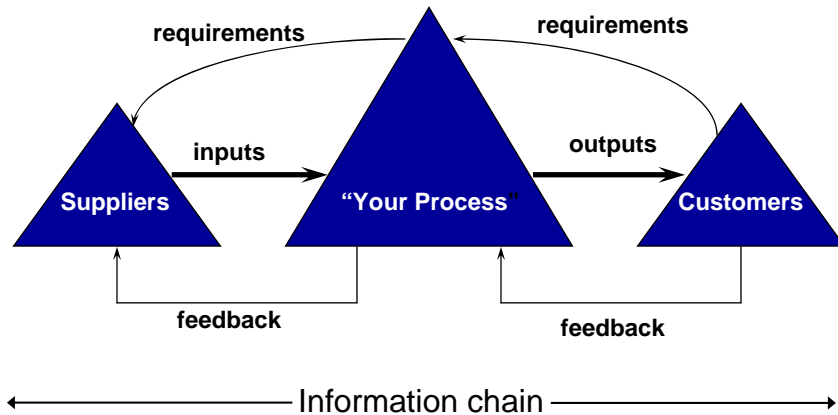 requirements
requirements
inputs
outputs
Suppliers
“Your Process”
Customers
feedback
feedback
Information chain